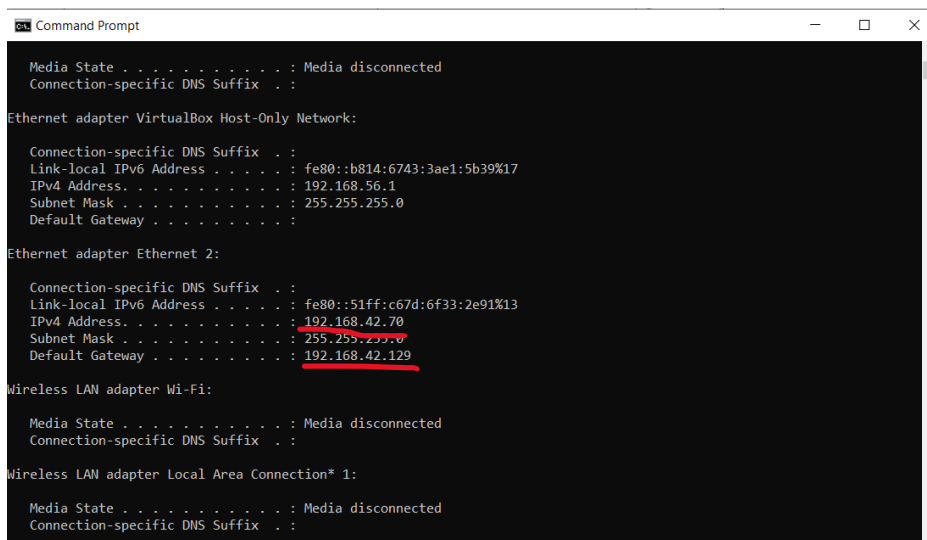 Command Prompt
Media State . . . . . . . . . . . : Media disconnected
Connection-specific DNS Suffix  . :
Ethernet adapter VirtualBox Host-Only Network:
Connection-specific DNS Suffix  . :
Link-local IPv6 Address . . . . . : fe80::b814:6743:3ae1:5b39%17
IPv4 Address. . . . . . . . . . . : 192.168.56.1
Subnet Mask . . . . . . . . . . . : 255.255.255.0
Default Gateway . . . . . . . . . :
Ethernet adapter Ethernet 2:
Connection-specific DNS Suffix  . :
Link-local IPv6 Address . . . . . : fe80::51ff:c67d:6f33:2e91%13
IPv4 Address. . . . . . . . . . . : 192.168.42.70
Subnet Mask . . . . . . . . . . . : 255.255.255.0
Default Gateway . . . . . . . . . : 192.168.42.129
Wireless LAN adapter Wi-Fi:
Media State . . . . . . . . . . . : Media disconnected
Connection-specific DNS Suffix  . :
Wireless LAN adapter Local Area Connection* 1:
Media State . . . . . . . . . . . : Media disconnected
Connection-specific DNS Suffix  . :